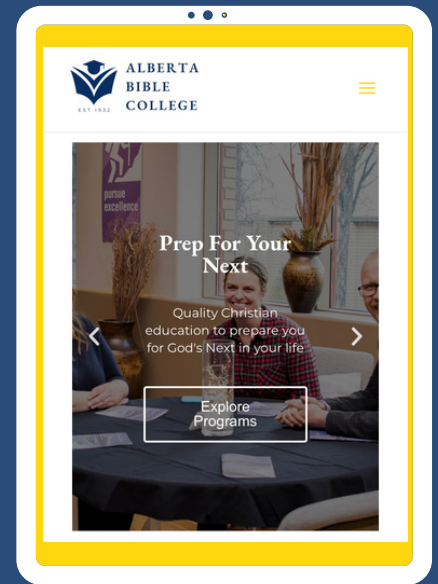 ALBERTA
BIBLE
COLLEGE
EST 1932
pursue
excellence
Prep For Your
Next
Quality Christian
education to prepare you
for God's Next in your life
Explore
Programs